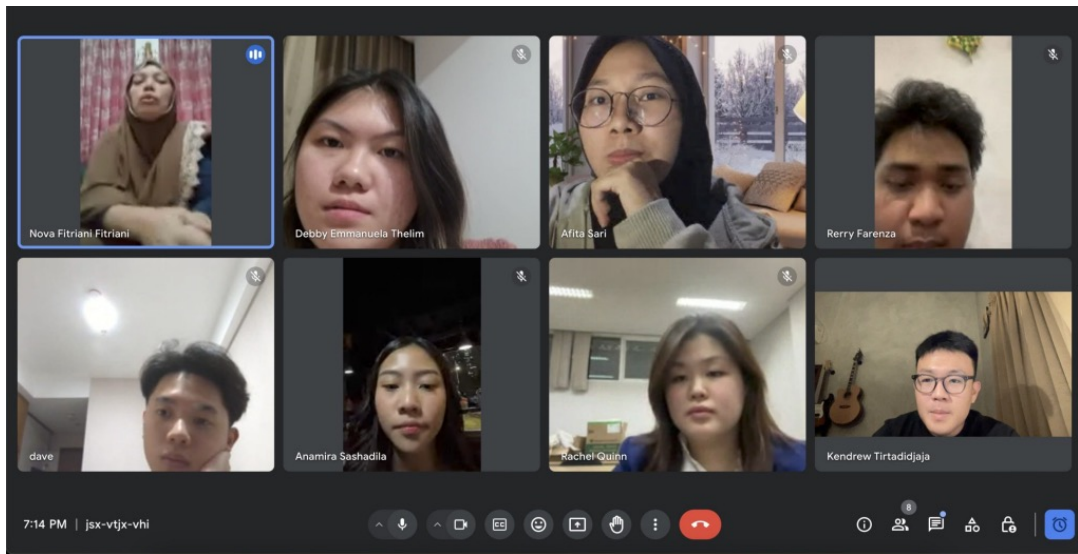 Nova Fitriani Fitriani
Debby Emmanuela Thelim
Afita Sari
Rerry Farenza
dave
Anamira Sashadila
Rachel Quinn
Kendrew Tirtadidjaja
7:14 PM | jsx-vtjx-vhi
CC
8